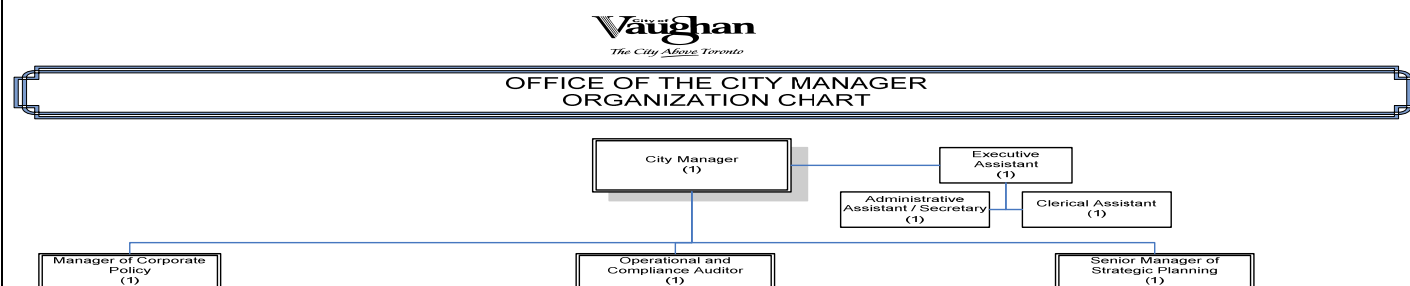 City of
Vaughan
The City Above Toronto
OFFICE OF THE CITY MANAGER
ORGANIZATION CHART
City Manager
(1)
Executive
Assistant
(1)
Administrative
Assistant / Secretary
(1)
Clerical Assistant
(1)
Manager of Corporate
Policy
(1)
Operational and
Compliance Auditor
(1)
Senior Manager of
Strategic Planning
(1)